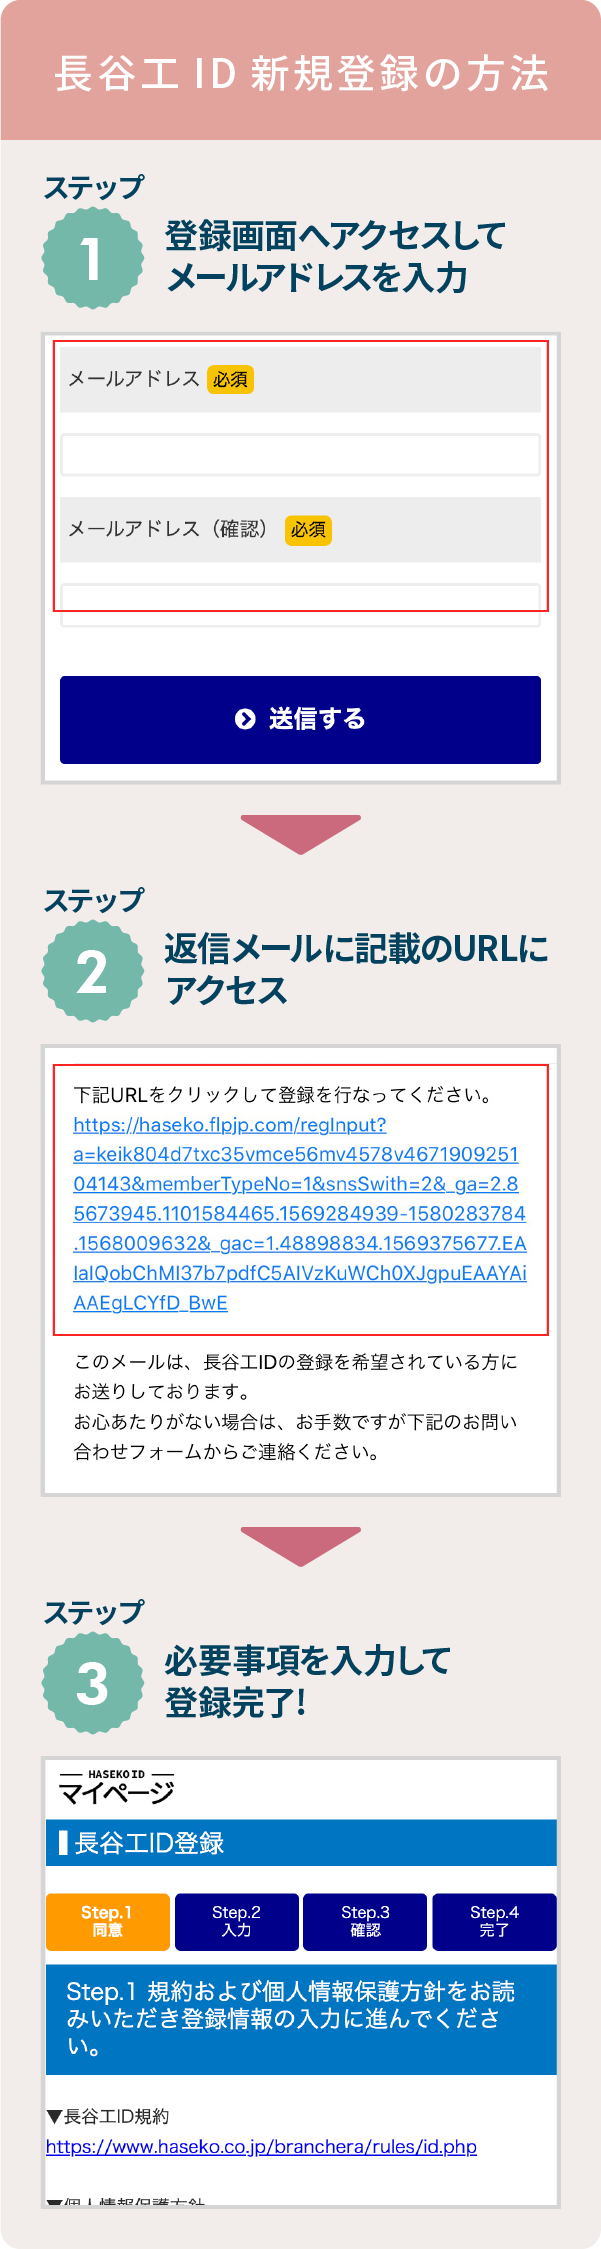 長谷工 ID 新規登録の方法
ステップ
1
登録画面へアクセスして
メールアドレスを入力
メールアドレス 必須
メールアドレス（確認） 必須
送信する
ステップ
2
返信メールに記載のURLに
アクセス
下記URLをクリックして登録を行なってください。
https://haseko.flpjp.com/regInput?
a=keik804d7txc35vmce56mv4578v4671909251
04143&memberTypeNo=1&snsSwith=2&_ga=2.8
5673945.1101584465.1569284939-1580283784
.1568009632&_gac=1.48898834.1569375677.EA
IaIQobChMI37b7pdfC5AIVzKuWCh0XJgpuEAAYAi
AAEgLCYfD_BwE
このメールは、長谷工IDの登録を希望されている方に
お送りしております。
お心あたりがない場合は、お手数ですが下記のお問い
合わせフォームからご連絡ください。
ステップ
3
必要事項を入力して
登録完了!
HASEKO ID
マイページ
長谷工ID登録
Step.1 Step.2 Step.3 Step.4
同意 入力 確認 完了
Step.1 規約および個人情報保護方針をお読
みいただき登録情報の入力に進んでくださ
い。
▼長谷工ID規約
https://www.haseko.co.jp/branchera/rules/id.php
▼個人情報保護方針